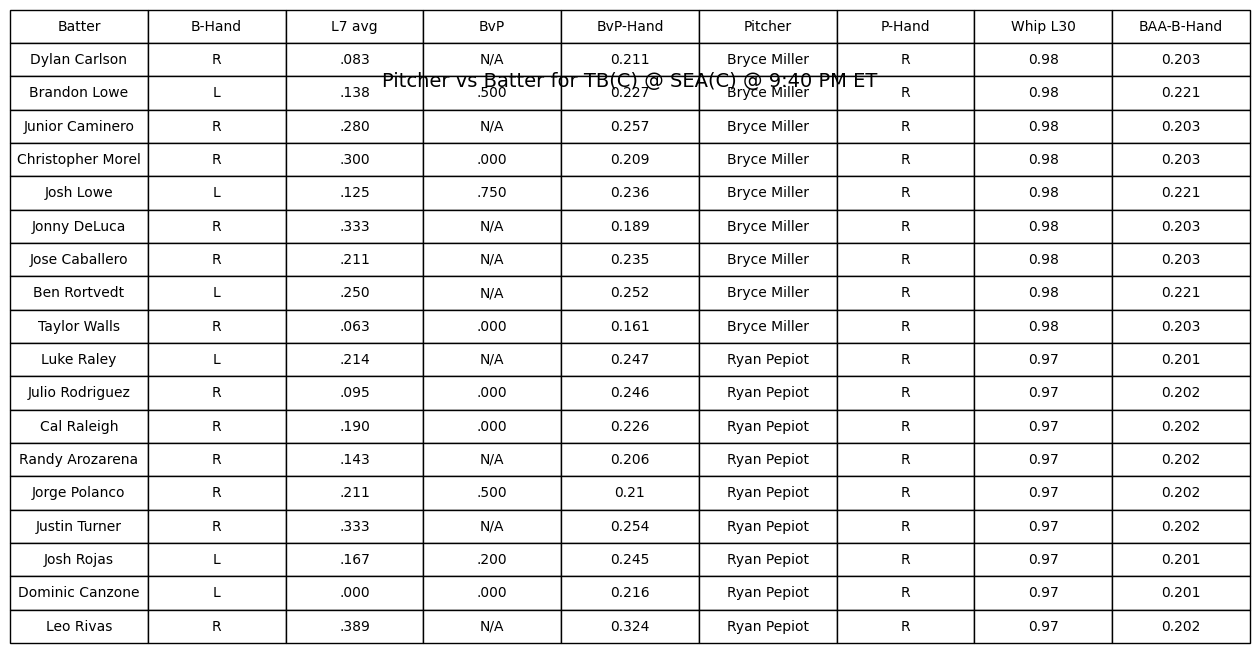 Batter B-Hand L7 avg BvP BvP-Hand Pitcher P-Hand Whip L30 BAA-B-Hand
Dylan Carlson R .083 N/A 0.211 Bryce Miller R 0.98 0.203
Pitcher vs Batter for TB(C) @ SEA(C) @ 9:40 PM ET
Brandon Lowe L .138 .500 0.227 Bryce Miller R 0.98 0.221
Junior Caminero R .280 N/A 0.257 Bryce Miller R 0.98 0.203
Christopher Morel R .300 .000 0.209 Bryce Miller R 0.98 0.203
Josh Lowe L .125 .750 0.236 Bryce Miller R 0.98 0.221
Jonny DeLuca R .333 N/A 0.189 Bryce Miller R 0.98 0.203
Jose Caballero R .211 N/A 0.235 Bryce Miller R 0.98 0.203
Ben Rortvedt L .250 N/A 0.252 Bryce Miller R 0.98 0.221
Taylor Walls R .063 .000 0.161 Bryce Miller R 0.98 0.203
Luke Raley L .214 N/A 0.247 Ryan Pepiot R 0.97 0.201
Julio Rodriguez R .095 .000 0.246 Ryan Pepiot R 0.97 0.202
Cal Raleigh R .190 .000 0.226 Ryan Pepiot R 0.97 0.202
Randy Arozarena R .143 N/A 0.206 Ryan Pepiot R 0.97 0.202
Jorge Polanco R .211 .500 0.21 Ryan Pepiot R 0.97 0.202
Justin Turner R .333 N/A 0.254 Ryan Pepiot R 0.97 0.202
Josh Rojas L .167 .200 0.245 Ryan Pepiot R 0.97 0.201
Dominic Canzone L .000 .000 0.216 Ryan Pepiot R 0.97 0.201
Leo Rivas R .389 N/A 0.324 Ryan Pepiot R 0.97 0.202